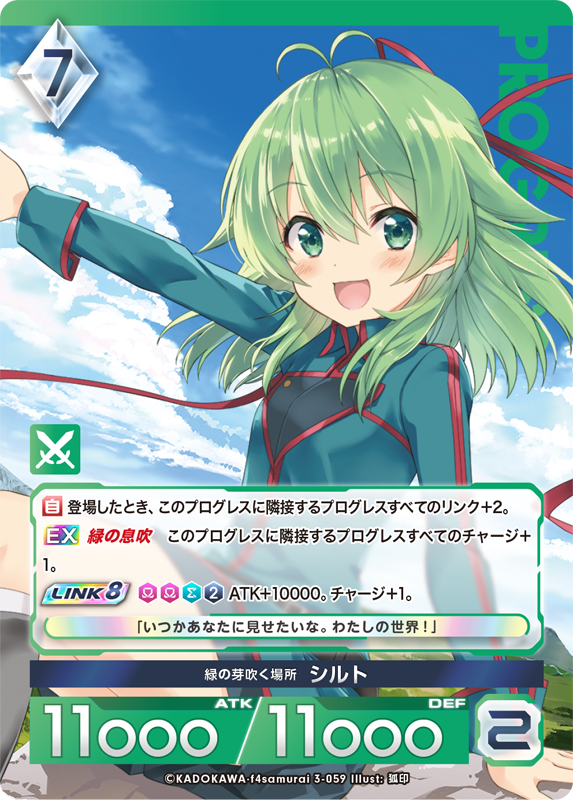 7
PROG
自 登場したとき、このプログレスに隣接するプログレスすべてのリンク+2。
EX 緑の息吹 このプログレスに隣接するプログレスすべてのチャージ+
1。
LINK 8 Ω Ω Σ 2 ATK+10000。チャージ+1。
「いつかあなたに見せたいな。わたしの世界!」
緑の芽吹く場所 シルト
ATK DEF
11000 / 11000 2
©KADOKAWA-f4samurai 3-059 Illust: 狐印